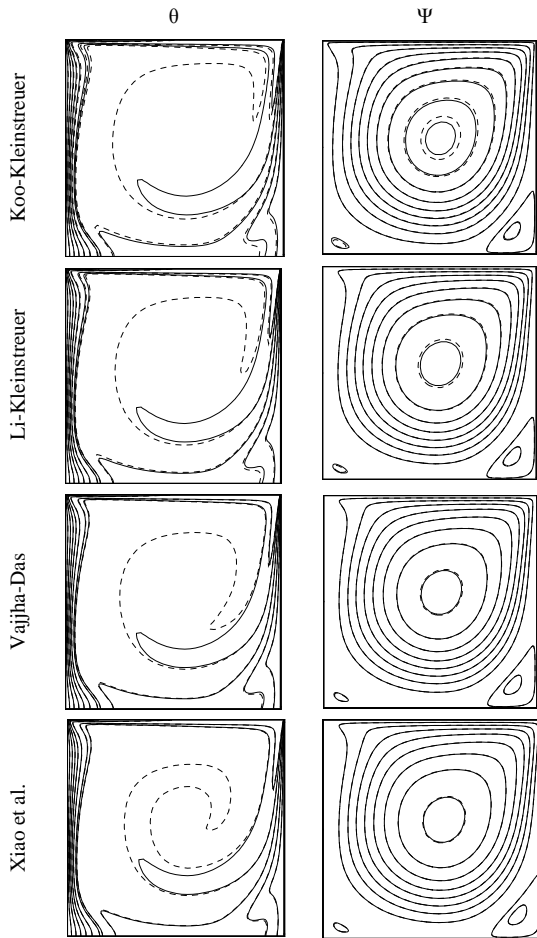 θ
Ψ
Koo-Kleinstreuer
Li-Kleinstreuer
Vajjha-Das
Xiao et al.